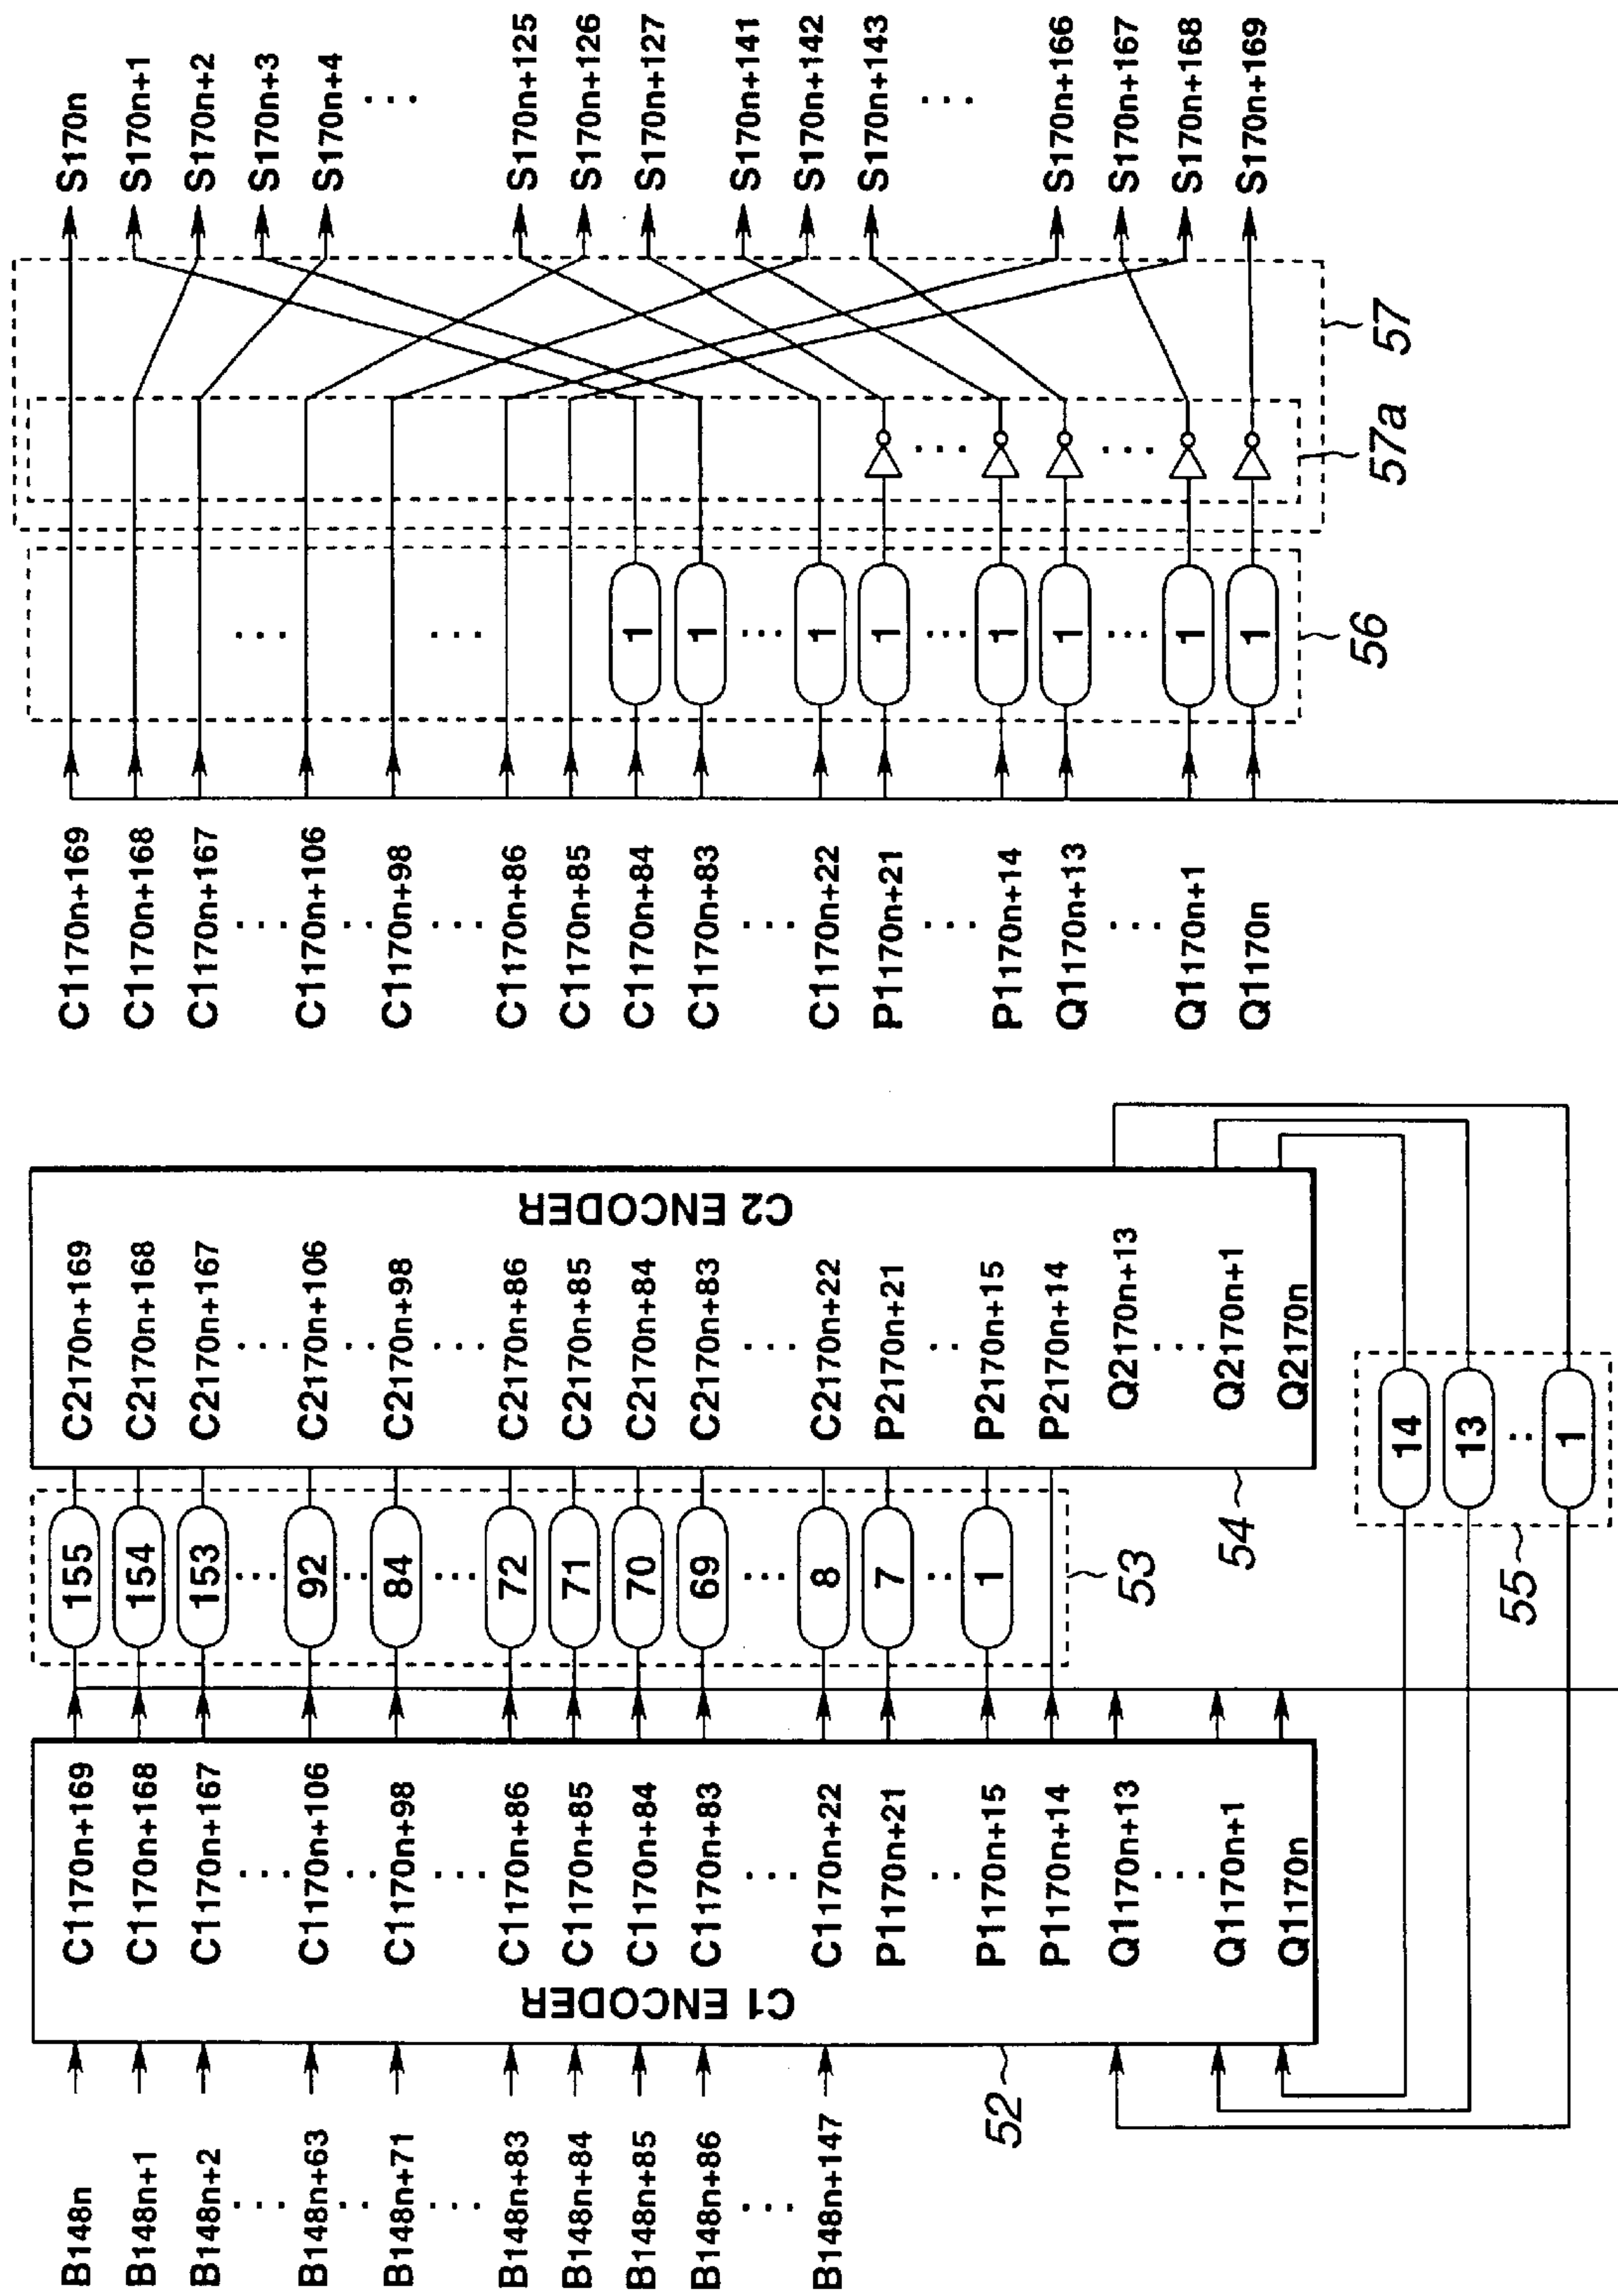 B148n
B148n+1
B148n+2
...
B148n+63
..
B148n+71
...
B148n+83
B148n+84
B148n+85
B148n+86
...
B148n+147
52
C1 ENCODER
C1170n+169
C1170n+168
C1170n+167
...
C1170n+106
...
C1170n+98
...
C1170n+86
C1170n+85
C1170n+84
C1170n+83
...
C1170n+22
P1170n+21
..
P1170n+15
P1170n+14
Q1170n+13
...
Q1170n+1
Q1170n
155
154
153
...
92
..
84
...
72
71
70
69
...
8
7
..
1
53
C2170n+169
C2170n+168
C2170n+167
...
C2170n+106
...
C2170n+98
...
C2170n+86
C2170n+85
C2170n+84
C2170n+83
...
C2170n+22
P2170n+21
..
P2170n+15
P2170n+14
Q2170n+13
...
Q2170n+1
Q2170n
C2 ENCODER
54
14
13
..
1
55
C1170n+169
C1170n+168
C1170n+167
...
C1170n+106
..
C1170n+98
...
C1170n+86
C1170n+85
C1170n+84
C1170n+83
...
C1170n+22
P1170n+21
...
P1170n+14
Q1170n+13
...
Q1170n+1
Q1170n
...
...
1
1
...
1
1
...
1
1
...
1
1
56
...
...
57a
57
S170n
S170n+1
S170n+2
S170n+3
S170n+4
...
S170n+125
S170n+126
S170n+127
S170n+141
S170n+142
S170n+143
...
S170n+166
S170n+167
S170n+168
S170n+169